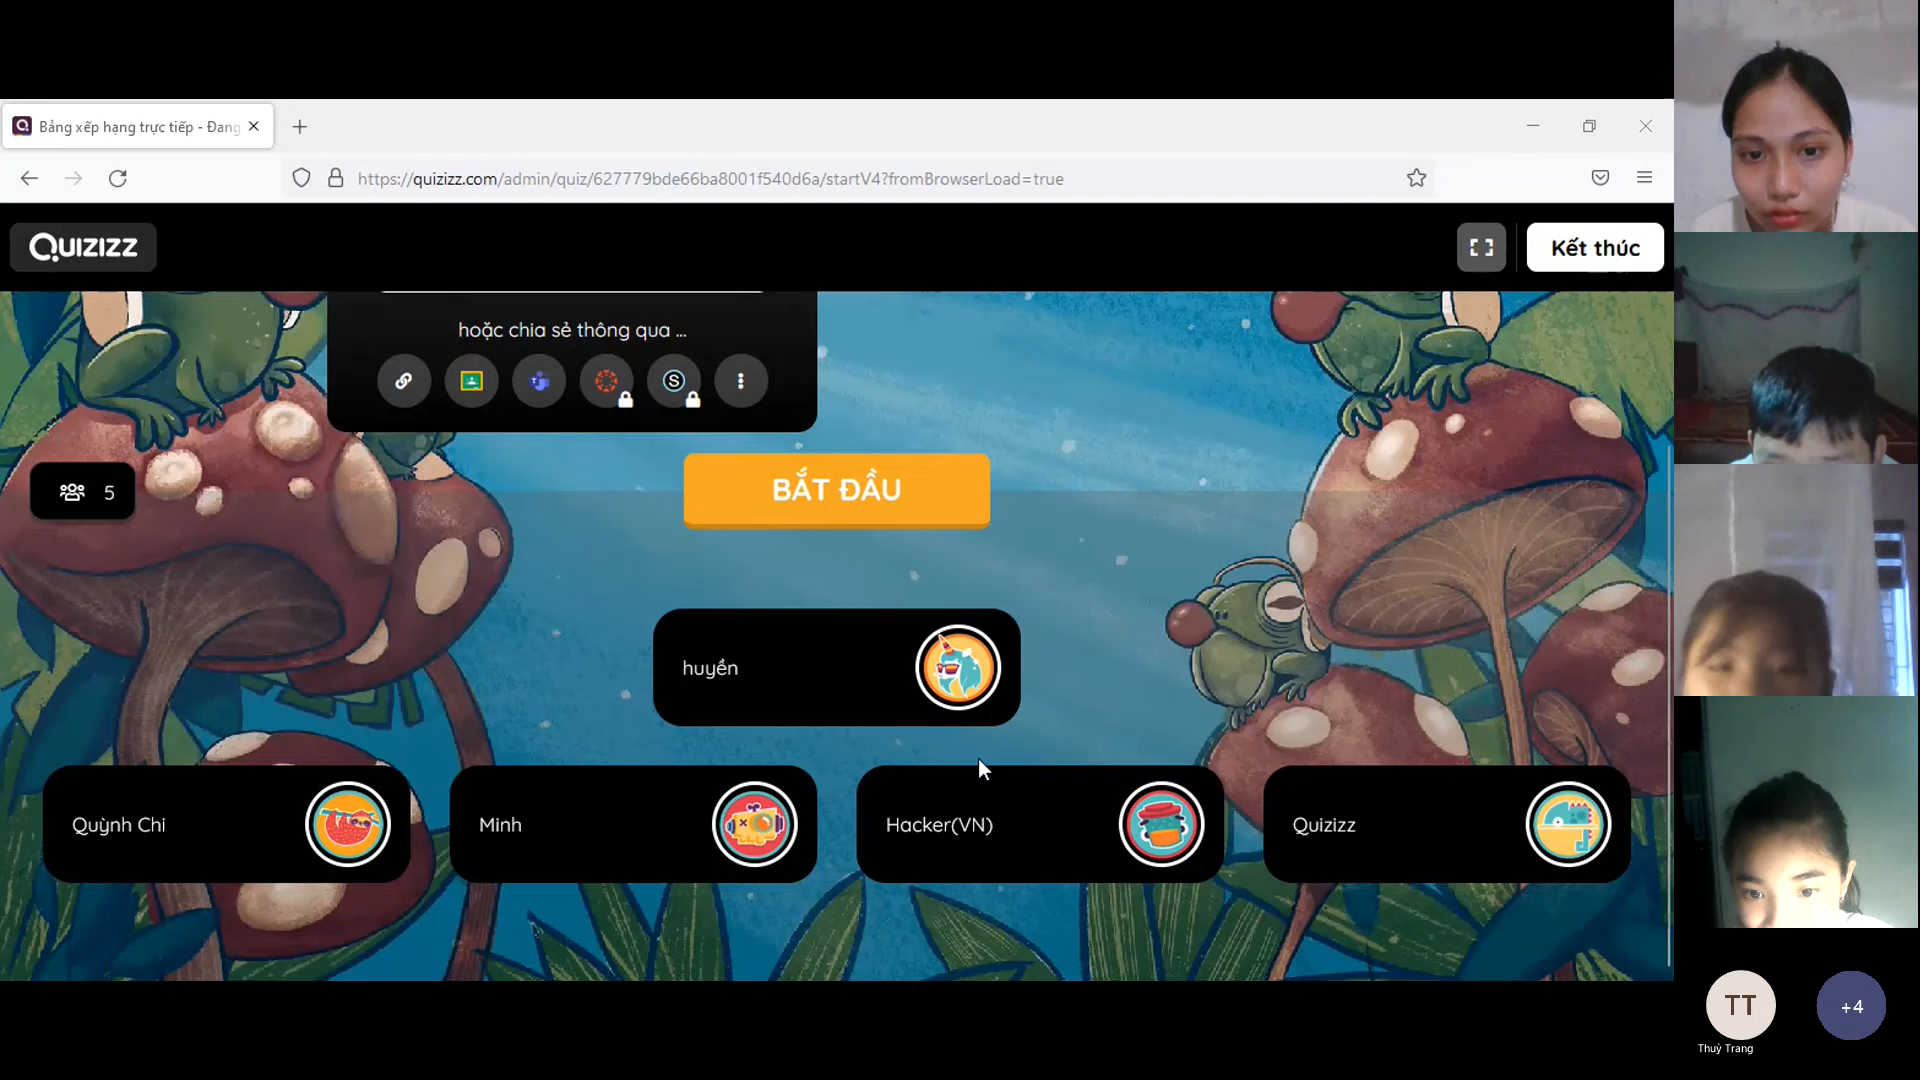 Bảng xếp hạng trực tiếp - Đang
https://quizizz.com/admin/quiz/627779bde66ba8001f540d6a/startV4?fromBrowserLoad=true
Quizizz
Kết thúc
hoặc chia sẻ thông qua ...
5
BẮT ĐẦU
huyền
Quỳnh Chi
Minh
Hacker(VN)
Quizizz
TT
+4
Thuỳ Trang